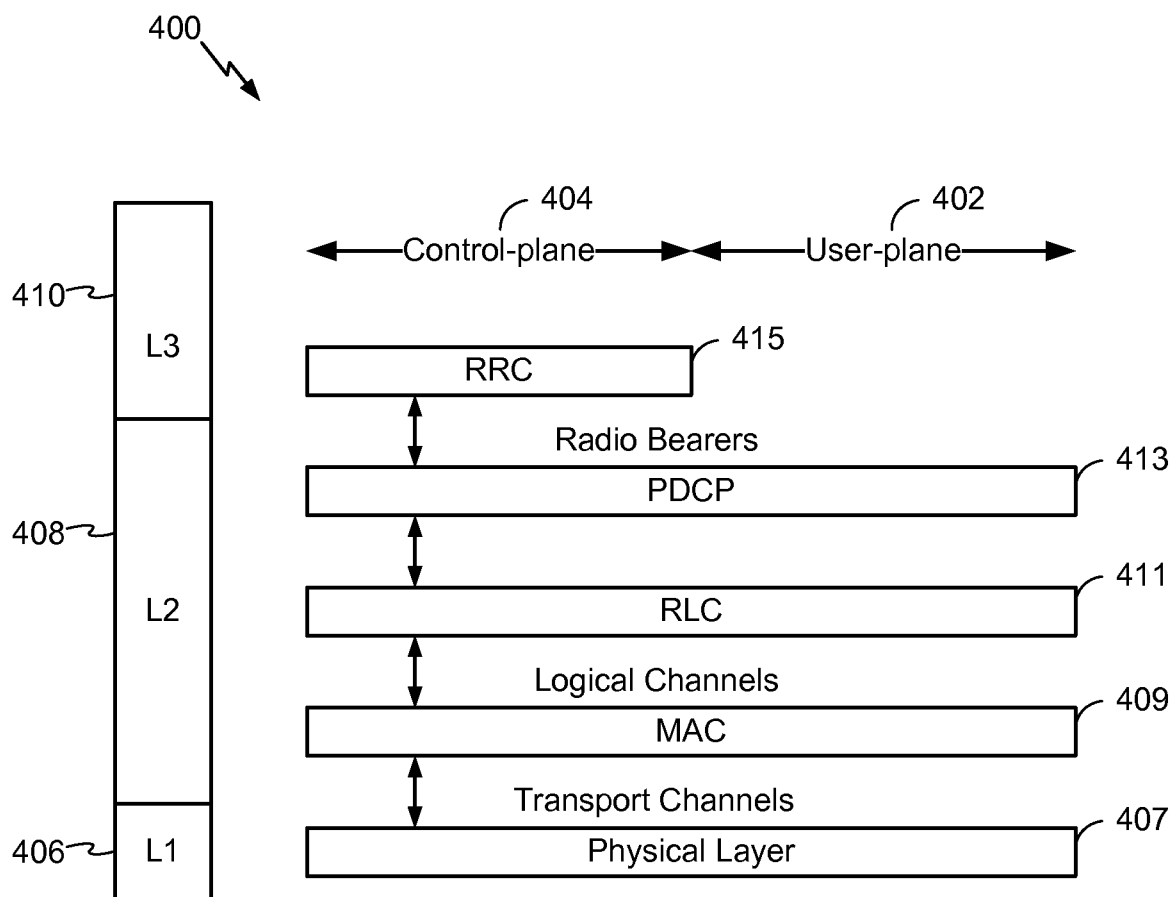 400
404
402
Control-plane
User-plane
410
L3
415
RRC
Radio Bearers
413
PDCP
408
L2
411
RLC
Logical Channels
409
MAC
Transport Channels
407
406
L1
Physical Layer